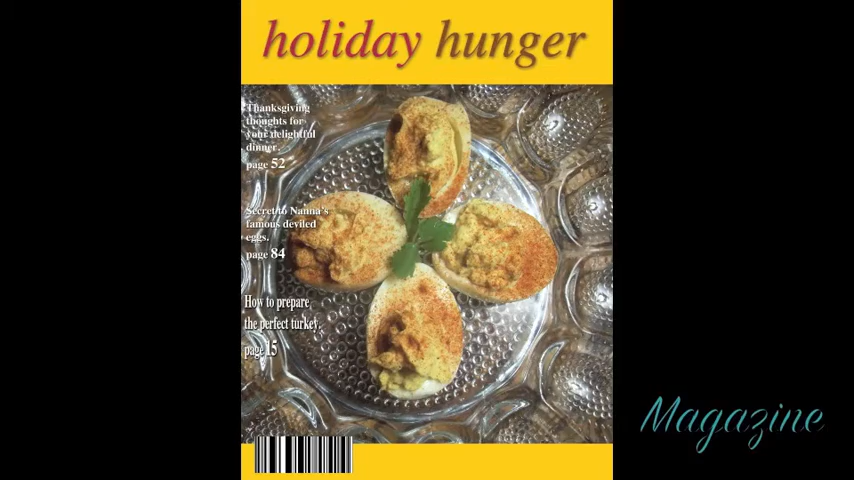 holiday hunger
Thanksgiving
thoughts for
your delightful
dinner.
page 52
Secret to Nanna's
famous deviled
eggs.
page 84
How to prepare
the perfect turkey.
page 15
Magazine